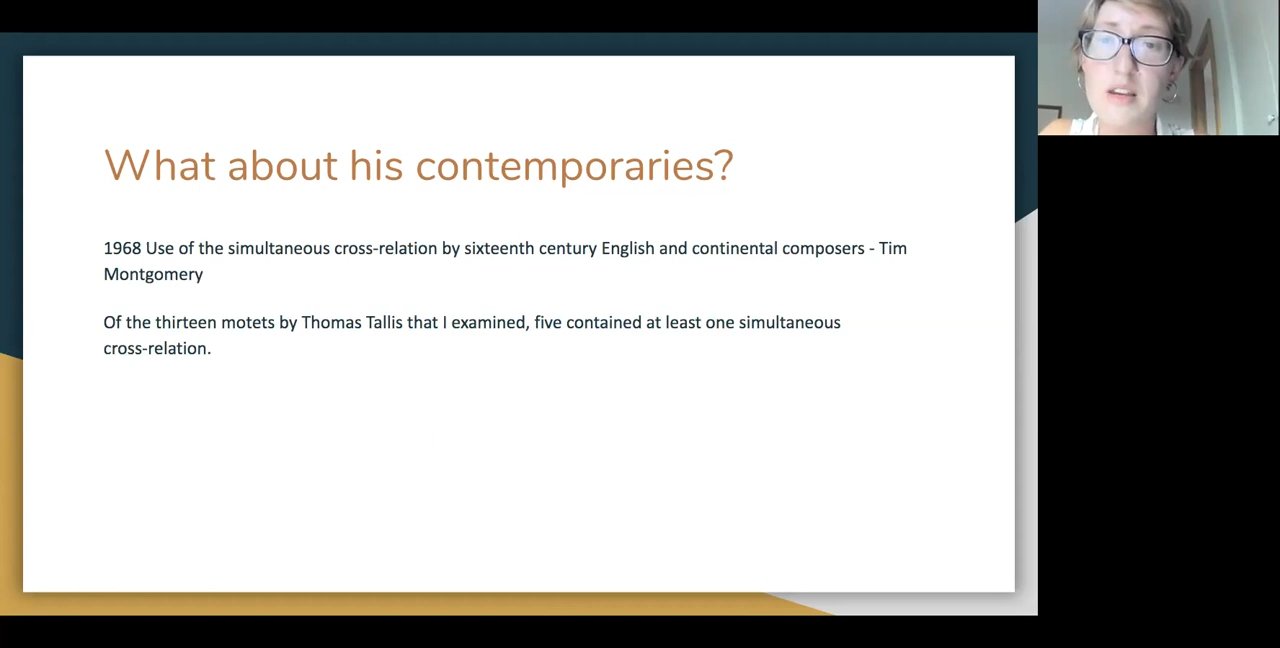 What about his contemporaries?
1968 Use of the simultaneous cross-relation by sixteenth century English and continental composers - Tim
Montgomery
Of the thirteen motets by Thomas Tallis that I examined, five contained at least one simultaneous
cross-relation.